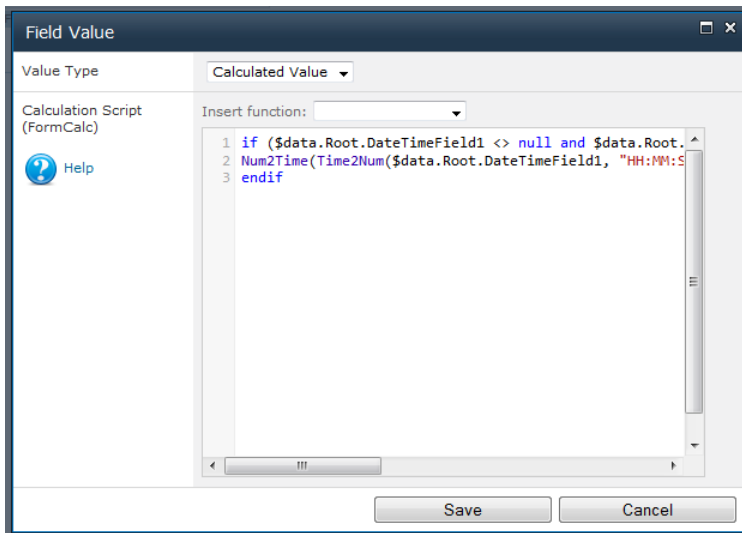 Field Value
Value Type
Calculated Value
Calculation Script
(FormCalc)
Help
Insert function:
1 if ($data.Root.DateTimeField1 <> null and $data.Root.
2 Num2Time(Time2Num($data.Root.DateTimeField1, "HH:MM:S
3 endif
Save
Cancel